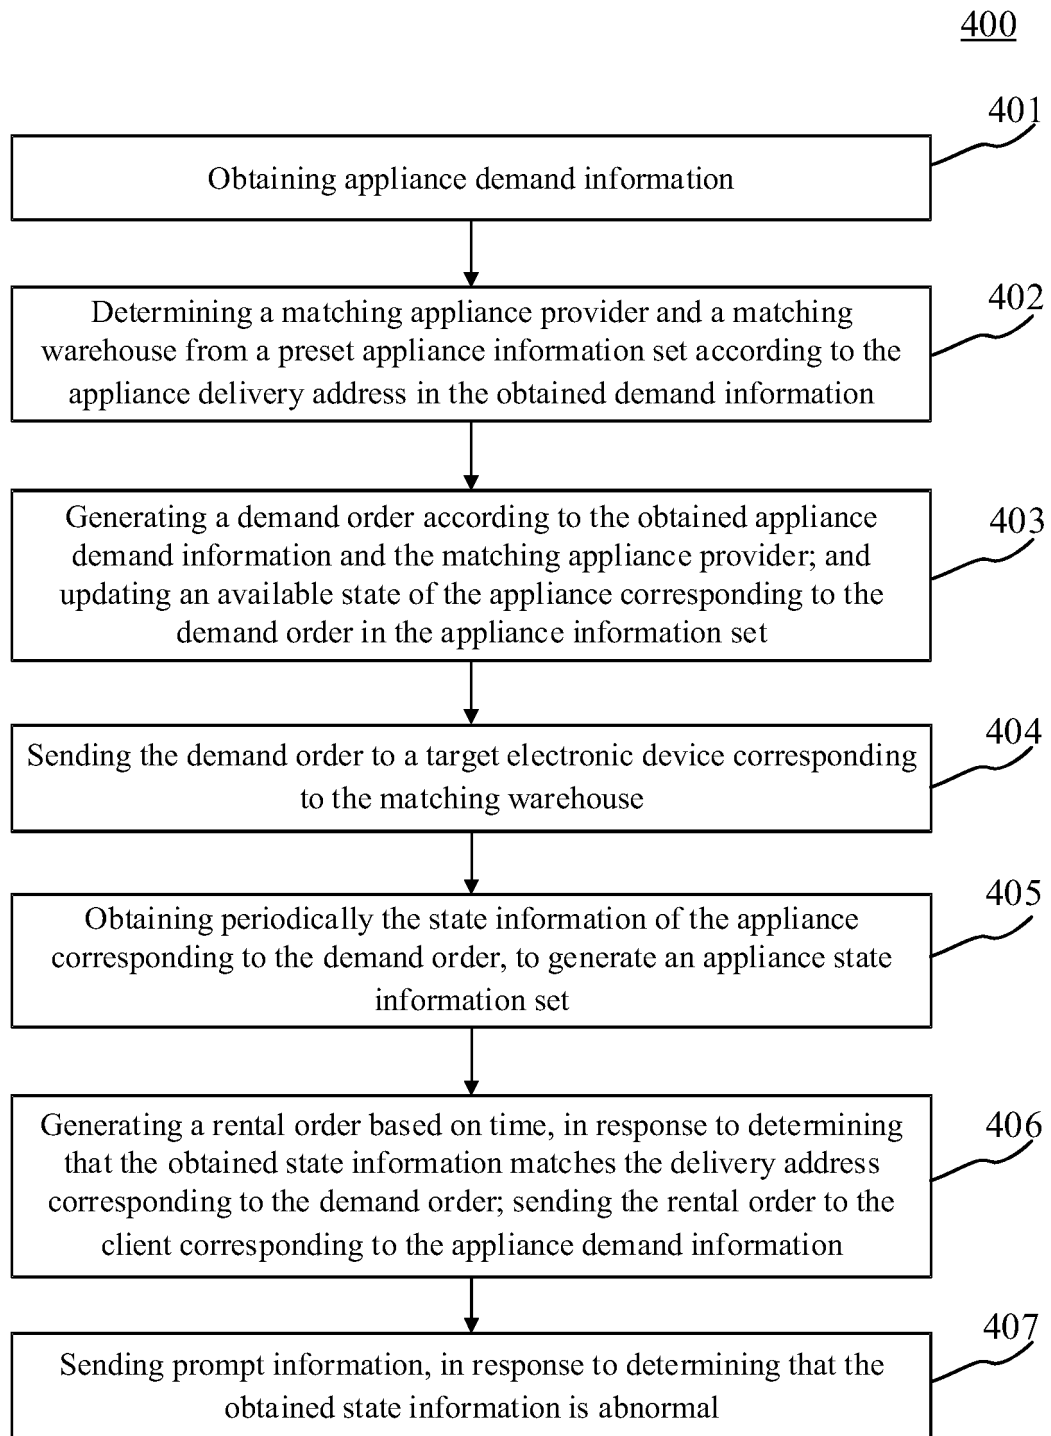 400
401
Obtaining appliance demand information
402
Determining a matching appliance provider and a matching
warehouse from a preset appliance information set according to the
appliance delivery address in the obtained demand information
403
Generating a demand order according to the obtained appliance
demand information and the matching appliance provider; and
updating an available state of the appliance corresponding to the
demand order in the appliance information set
404
Sending the demand order to a target electronic device corresponding
to the matching warehouse
405
Obtaining periodically the state information of the appliance
corresponding to the demand order, to generate an appliance state
information set
406
Generating a rental order based on time, in response to determining
that the obtained state information matches the delivery address
corresponding to the demand order; sending the rental order to the
client corresponding to the appliance demand information
407
Sending prompt information, in response to determining that the
obtained state information is abnormal